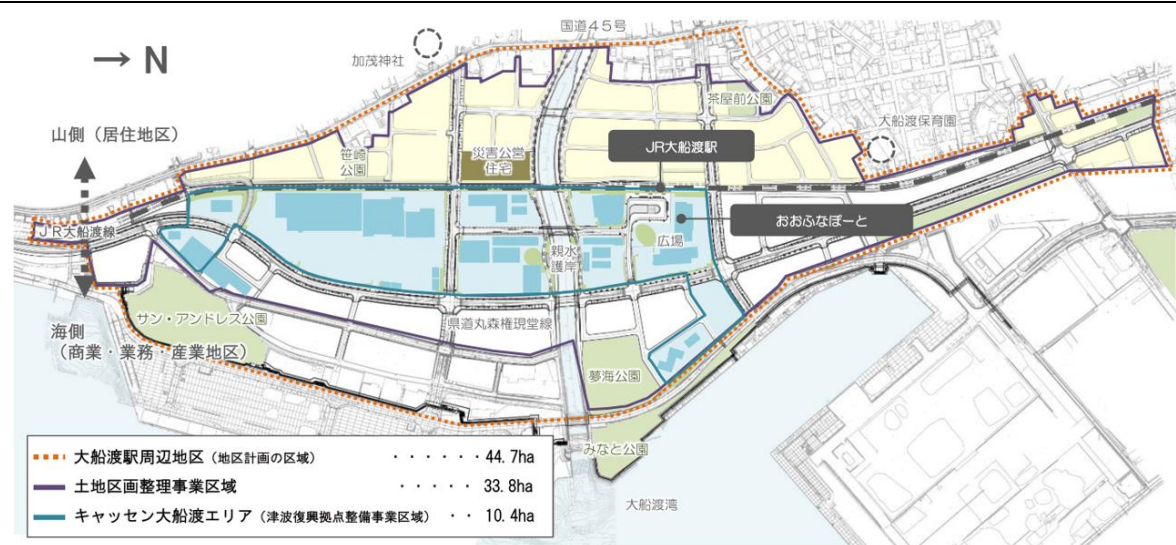 国道45号
加茂神社
→ N
茶屋前公園
大船渡保育園
山側（居住地区）
笹崎
公園
災害公営
住宅
JR大船渡駅
おおふなぽーと
JR大船渡線
広場
親水
護岸
サン・アンドレス公園
県道丸森権現堂線
海側
（商業・業務・産業地区）
夢海公園
みなと公園
大船渡湾
大船渡駅周辺地区（地区計画の区域）・・・・・・44.7ha
土地区画整理事業区域・・・・・33.8ha
キャッセン大船渡エリア（津波復興拠点整備事業区域）・・10.4ha